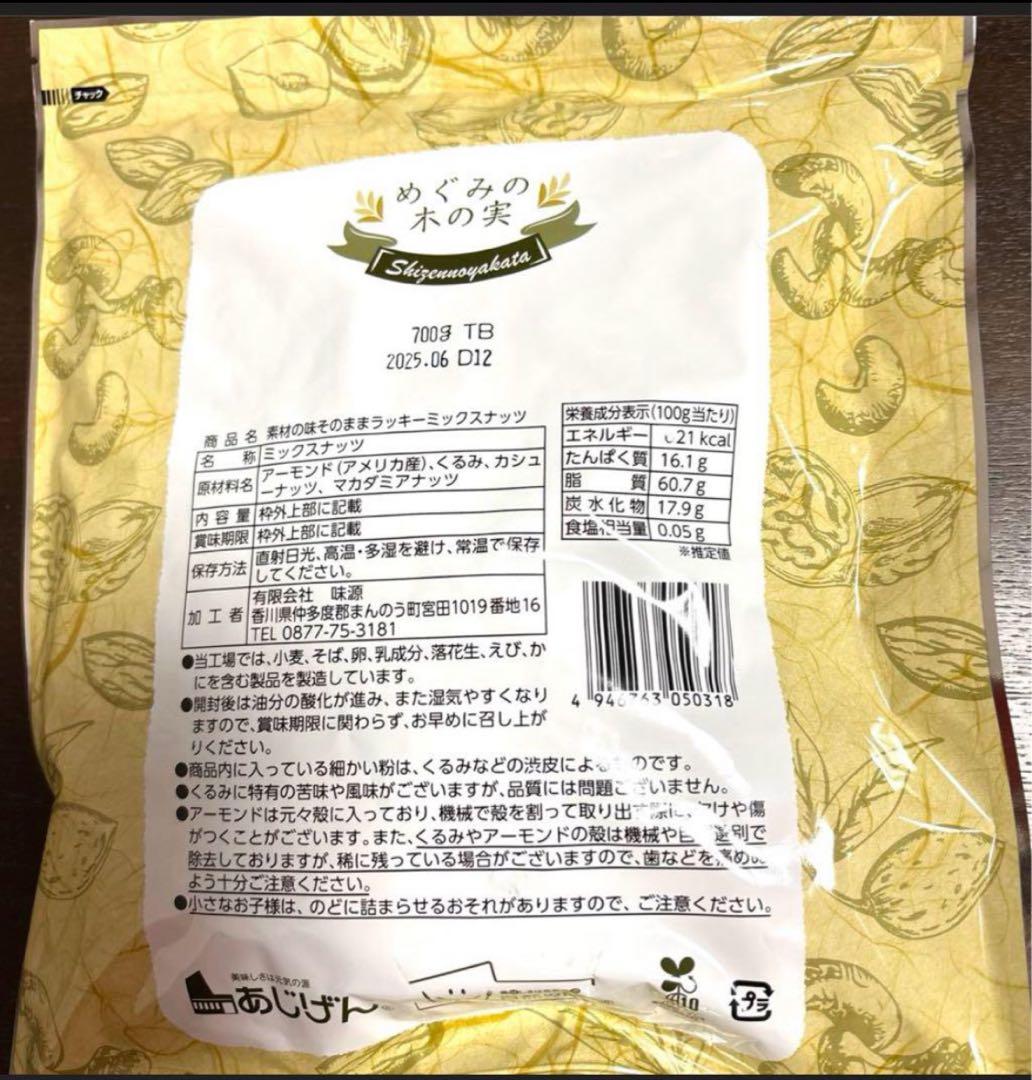 チャック
めぐみの
木の実
Shizennoyakata
700g TB
2025.06 D12
商品名 素材の味そのままラッキーミックスナッツ
名称 ミックスナッツ
原材料名 アーモンド(アメリカ産)、くるみ、カシュ
ーナッツ、マカダミアナッツ
内容量 枠外上部に記載
賞味期限 枠外上部に記載
保存方法 直射日光、高温・多湿を避け、常温で保存
してください。
加工者 有限会社 味源
香川県仲多度郡まんのう町宮田1019番地16
TEL 0877-75-3181
栄養成分表示(100g当たり)
エネルギー 21 kcal
たんぱく質 16.1g
脂質 60.7g
炭水化物 17.9g
食塩相当量 0.05g
※推定値
4 946763 050318
●当工場では、小麦、そば、卵、乳成分、落花生、えび、か
にを含む製品を製造しています。
●開封後は油分の酸化が進み、また湿気やすくなり
ますので、賞味期限に関わらず、お早めに召し上が
りください。
●商品内に入っている細かい粉は、くるみなどの渋皮によるものです。
●くるみに特有の苦味や風味がございますが、品質には問題ございません。
●アーモンドは元々殻に入っており、機械で殻を割って取り出す際に、欠けや傷
がつくことがございます。また、くるみやアーモンドの殻は機械や目 選別で
除去しておりますが、稀に残っている場合がございますので、歯などを痛めぬ
よう十分ご注意ください。
●小さなお子様は、のどに詰まらせるおそれがありますので、ご注意ください。
美味しさは元気の源
あじげん
プラ